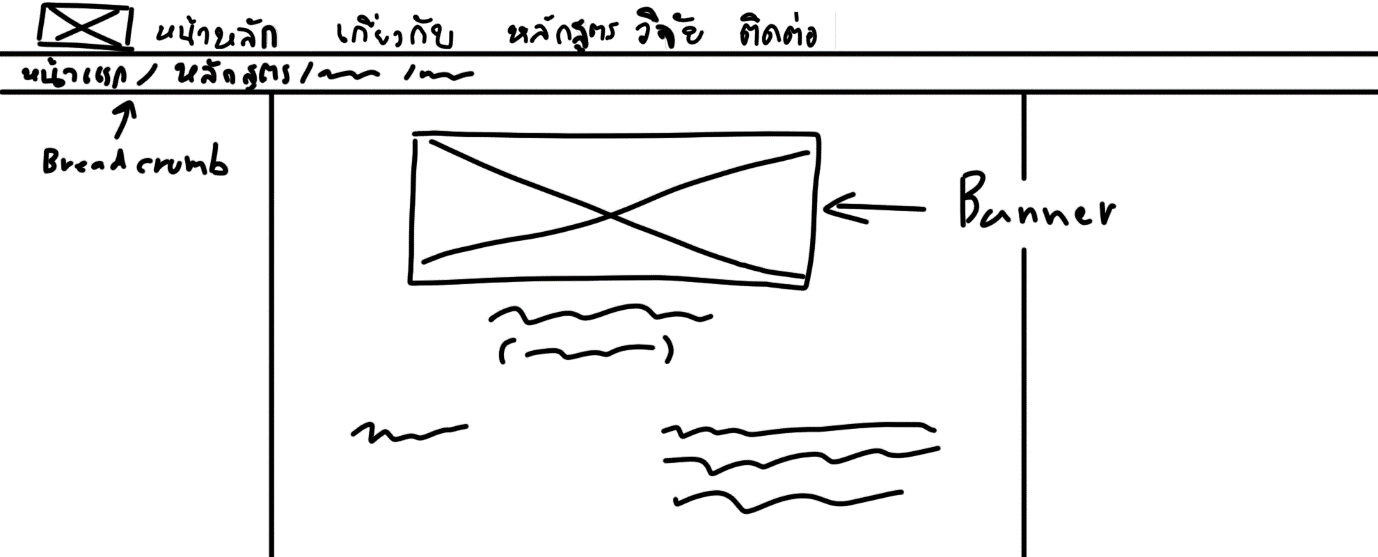 หน้าหลัก เกี่ยวกับ หลักสูตร วิจัย ติดต่อ
หน้าแรก / หลักสูตร / /
Breadcrumb
Banner